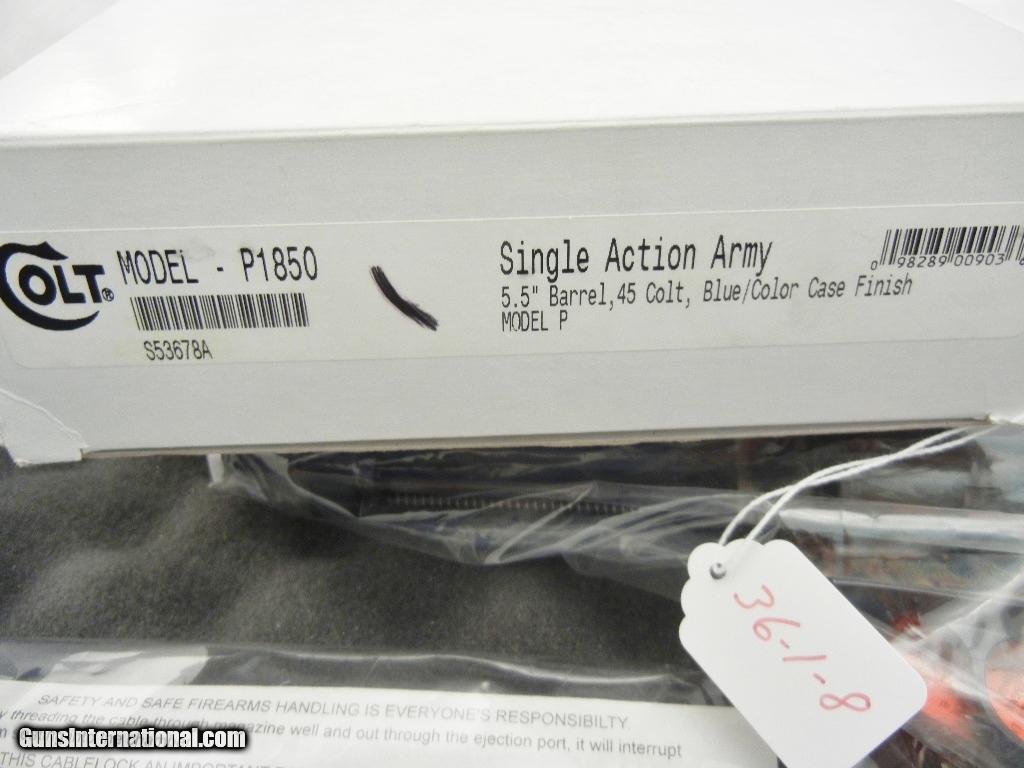 COLT® MODEL - P1850
S53678A
Single Action Army
5.5" Barrel, 45 Colt, Blue/Color Case Finish
MODEL P
0 98289 00903
36-1-8
SAFETY AND SAFE FIREARMS HANDLING IS EVERYONE'S RESPONSIBILTY.
threading the cable through magazine well and out through the ejection port, it will interrupt
THIS CABLELOCK AN IMPORTANT
GunsInternational.com